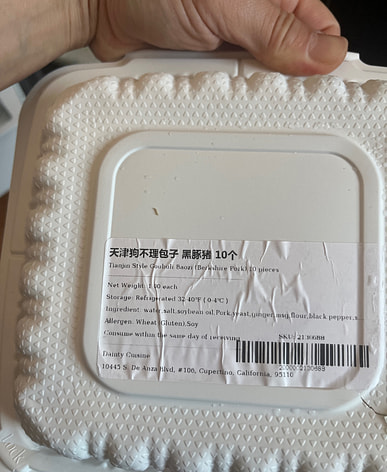 天津狗不理包子 黑豚猪 10个
Tianjin Style Goubuli Baozi (Berkshire Pork) 10 pieces
Net Weight: 1.00 each
Storage: Refrigerated 32-40°F ( 0-4°C )
Ingredient: water,salt,soybean oil,Pork,yeast,ginger,msg,flour,black pepper,s...
Allergen: Wheat (Gluten),Soy
Consume within the same day of receiving
SKU: 2130688
Dainty Cuisine
10445 S. De Anza Blvd, #100, Cupertino, California, 95110